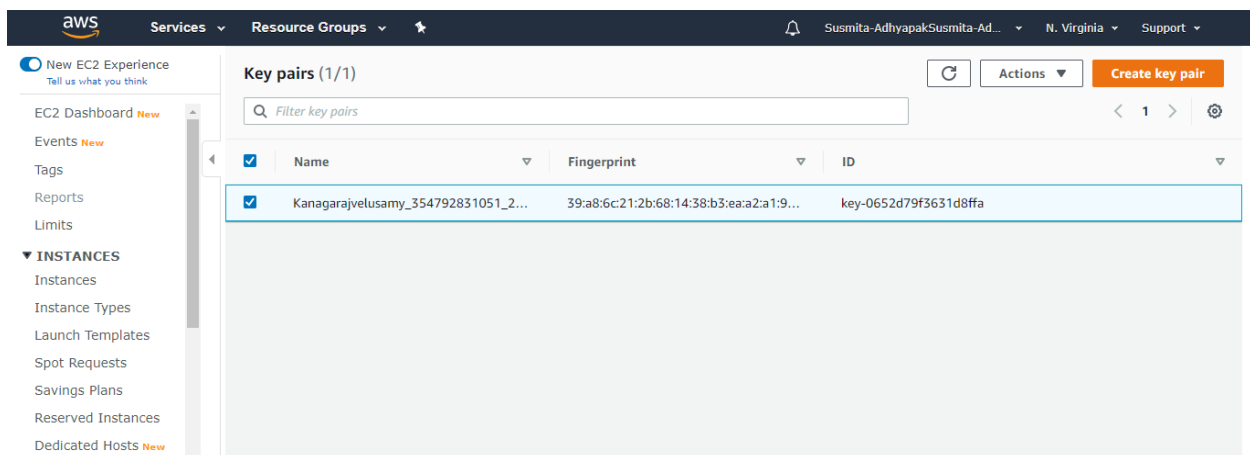 aws Services Resource Groups Susmita-AdhyapakSusmita-Ad... N. Virginia Support
New EC2 Experience
Tell us what you think
EC2 Dashboard New
Events New
Tags
Reports
Limits
INSTANCES
Instances
Instance Types
Launch Templates
Spot Requests
Savings Plans
Reserved Instances
Dedicated Hosts New
Key pairs (1/1) Actions Create key pair
Filter key pairs 1
Name Fingerprint ID
Kanagarajvelusamy_354792831051_2... 39:a8:6c:21:2b:68:14:38:b3:ea:a2:a1:9... key-0652d79f3631d8ffa